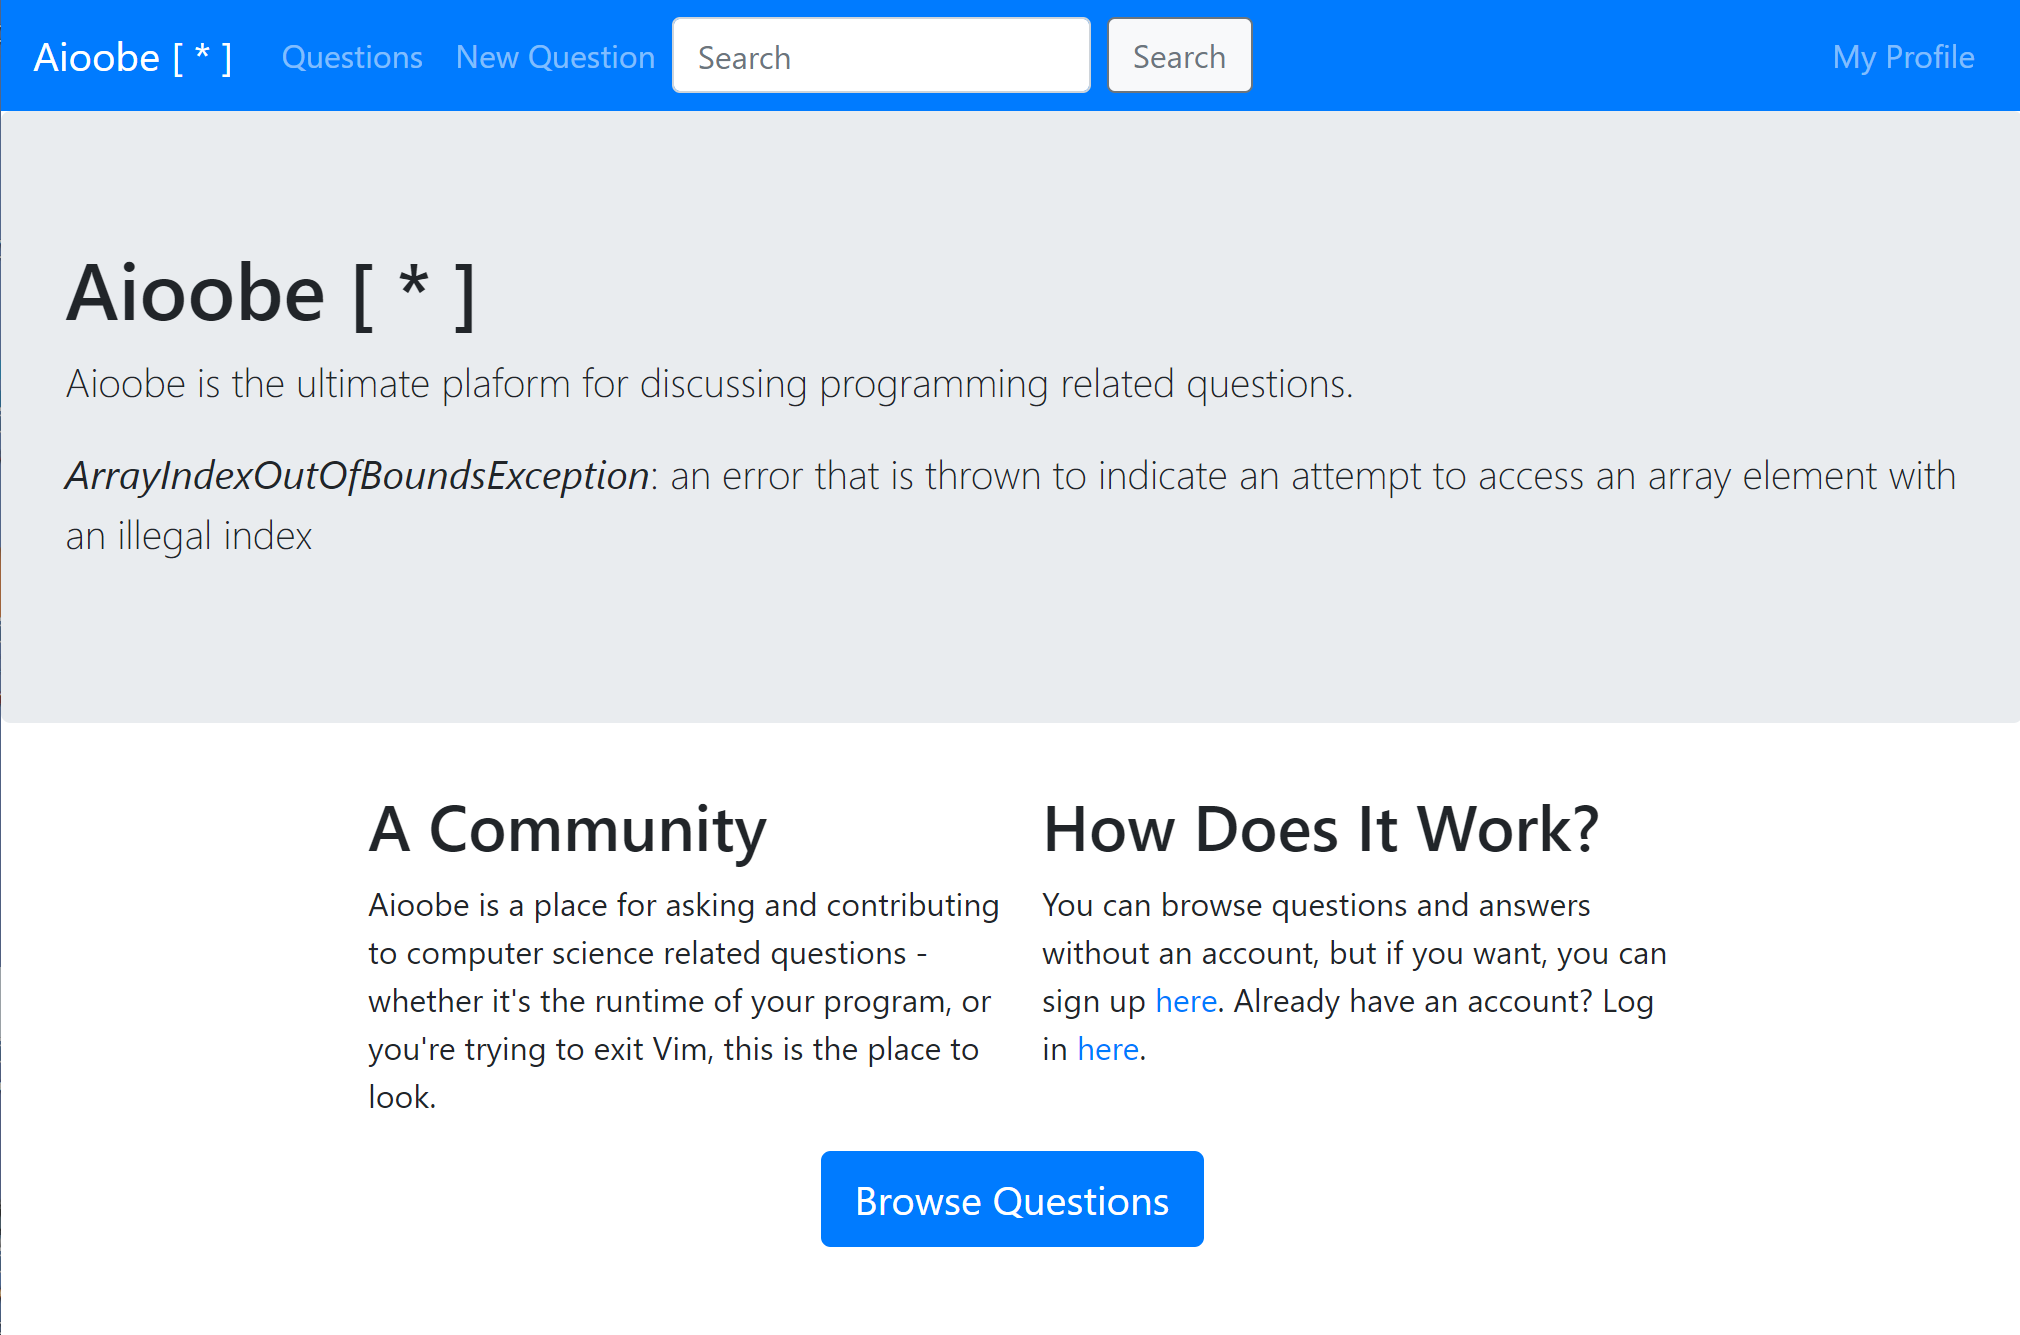 Aioobe [ * ] Questions New Question Search Search My Profile
Aioobe [ * ]
Aioobe is the ultimate plaform for discussing programming related questions.
ArrayIndexOutOfBoundsException: an error that is thrown to indicate an attempt to access an array element with
an illegal index
A Community
Aioobe is a place for asking and contributing
to computer science related questions -
whether it's the runtime of your program, or
you're trying to exit Vim, this is the place to
look.
How Does It Work?
You can browse questions and answers
without an account, but if you want, you can
sign up here. Already have an account? Log
in here.
Browse Questions